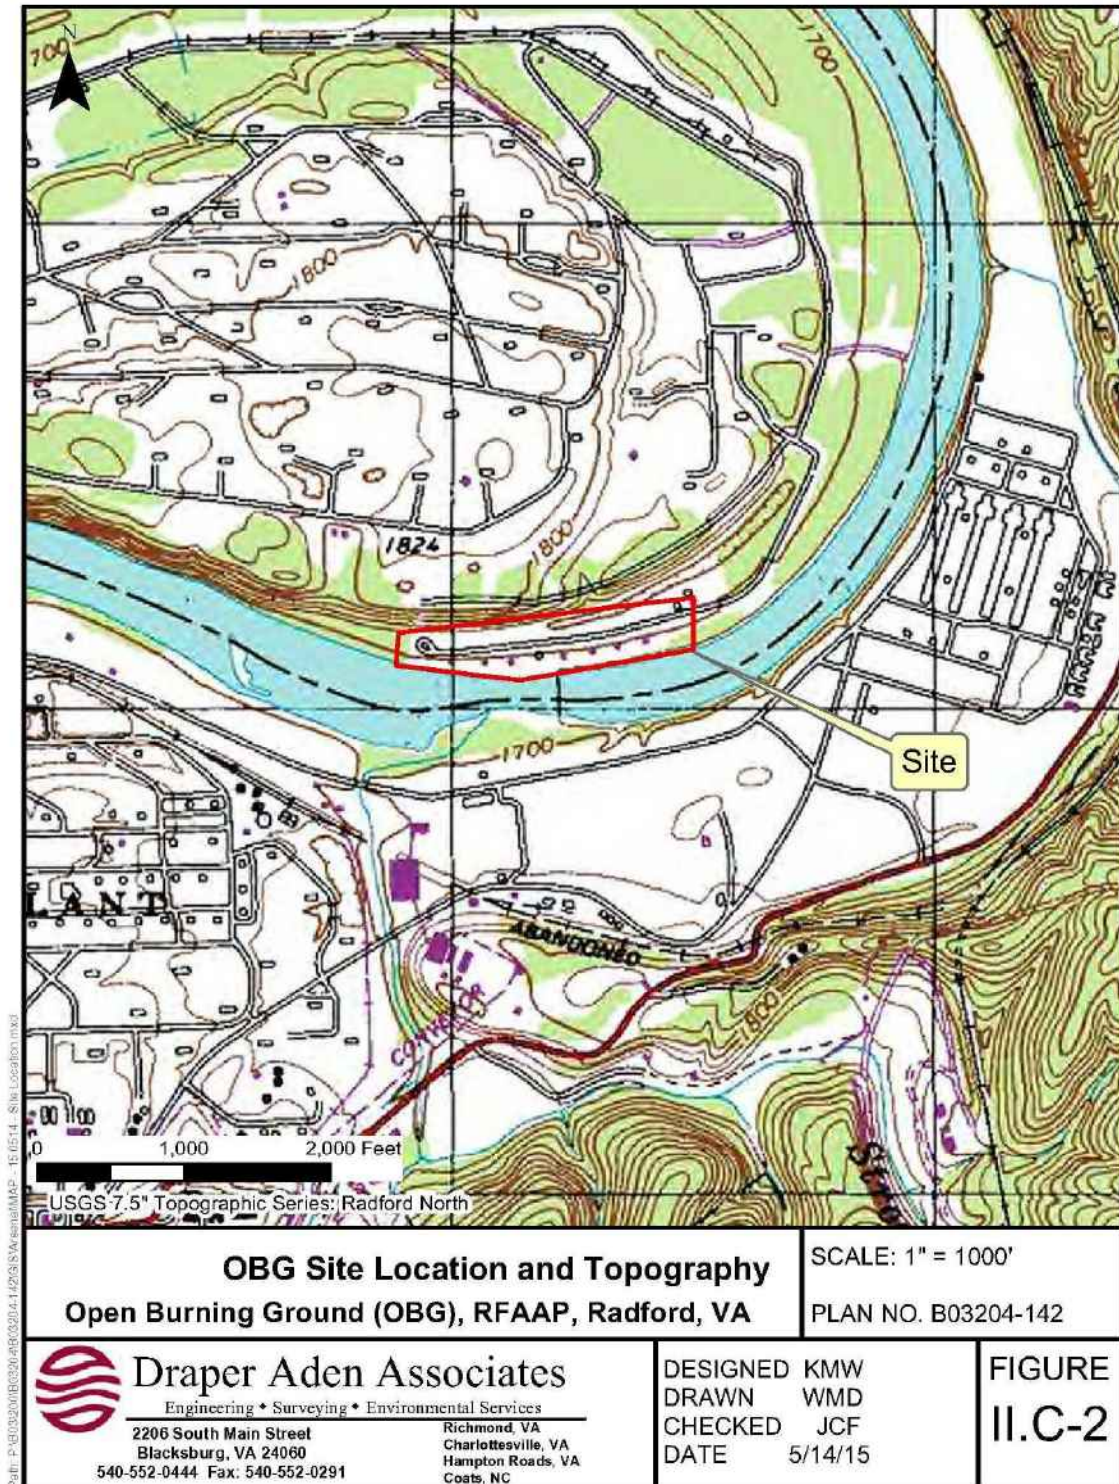 N
700
1700
1800
1824
1800
1700
Site
LANT
ABANDONED
CONVEYOR
1800
0 1,000 2,000 Feet
USGS 7.5" Topographic Series: Radford North
OBG Site Location and Topography
Open Burning Ground (OBG), RFAAP, Radford, VA
SCALE: 1" = 1000'
PLAN NO. B03204-142
Draper Aden Associates
Engineering • Surveying • Environmental Services
2206 South Main Street
Blacksburg, VA 24060
540-552-0444 Fax: 540-552-0291
Richmond, VA
Charlottesville, VA
Hampton Roads, VA
Coats, NC
DESIGNED KMW
DRAWN WMD
CHECKED JCF
DATE 5/14/15
FIGURE
II.C-2